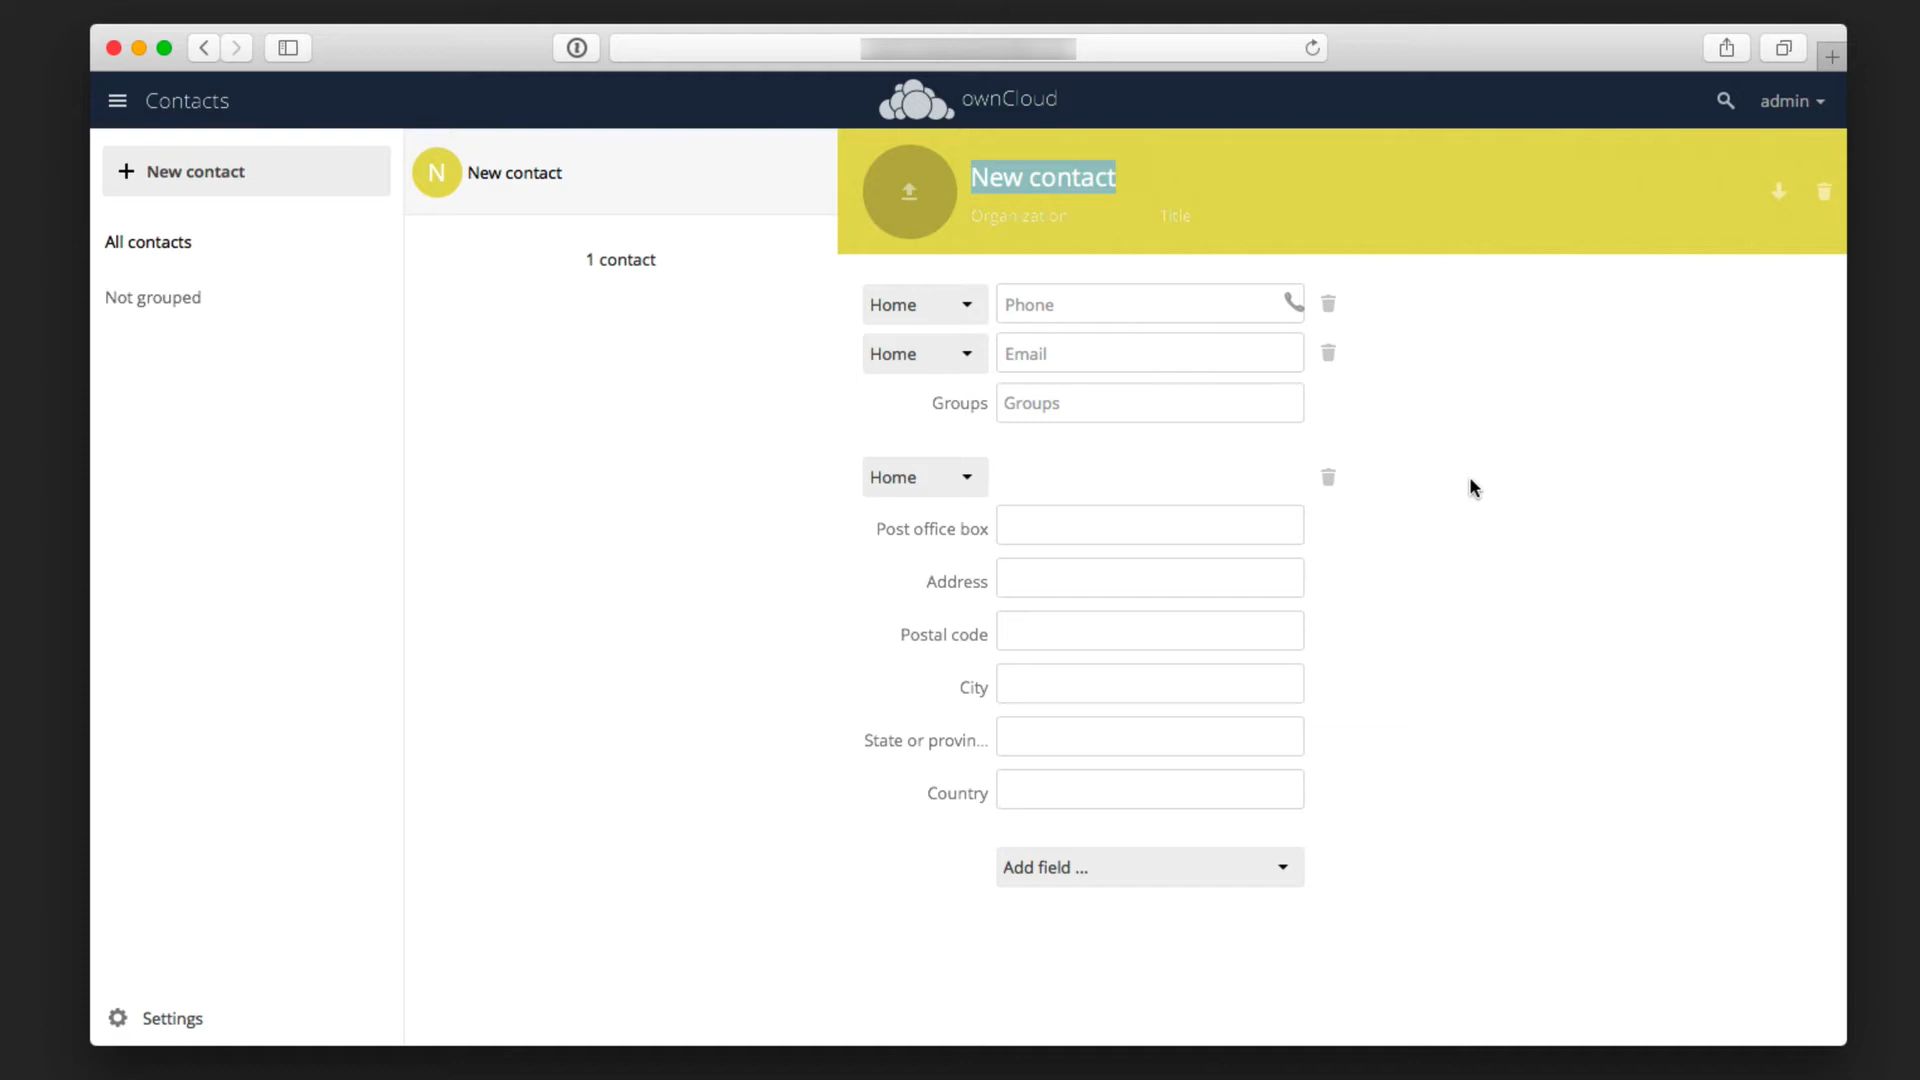 Contacts
ownCloud
admin
New contact
All contacts
Not grouped
Settings
N
New contact
1 contact
New contact
Organization Title
Home Phone
Home Email
Groups Groups
Home
Post office box
Address
Postal code
City
State or provin...
Country
Add field ...